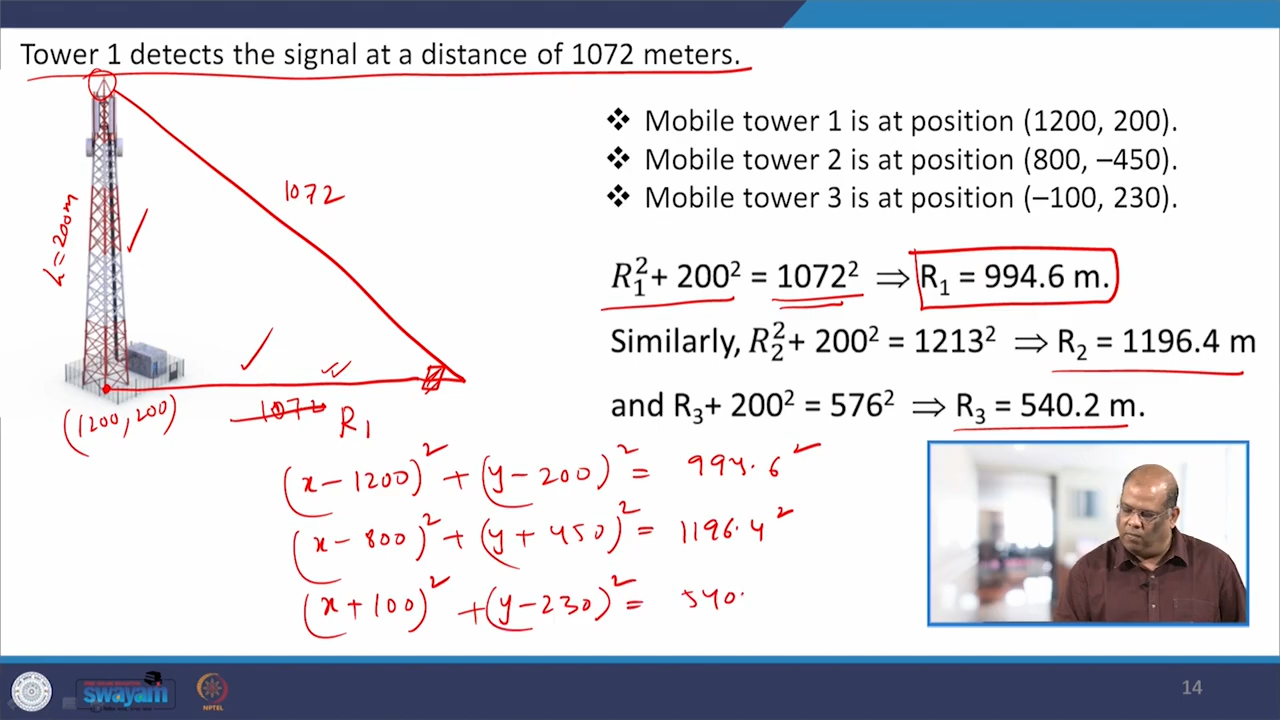 Tower 1 detects the signal at a distance of 1072 meters.
❖ Mobile tower 1 is at position (1200, 200).
❖ Mobile tower 2 is at position (800, –450).
❖ Mobile tower 3 is at position (–100, 230).
1072
h = 200m
R₁² + 200² = 1072² ⟹ R₁ = 994.6 m.
Similarly, R₂² + 200² = 1213² ⟹ R₂ = 1196.4 m
and R₃ + 200² = 576² ⟹ R₃ = 540.2 m.
(1200, 200)
1072
R₁
(x – 1200)² + (y – 200)² = 994.6²
(x – 800)² + (y + 450)² = 1196.4²
(x + 100)² + (y – 230)² = 540.
swayam
NPTEL
14